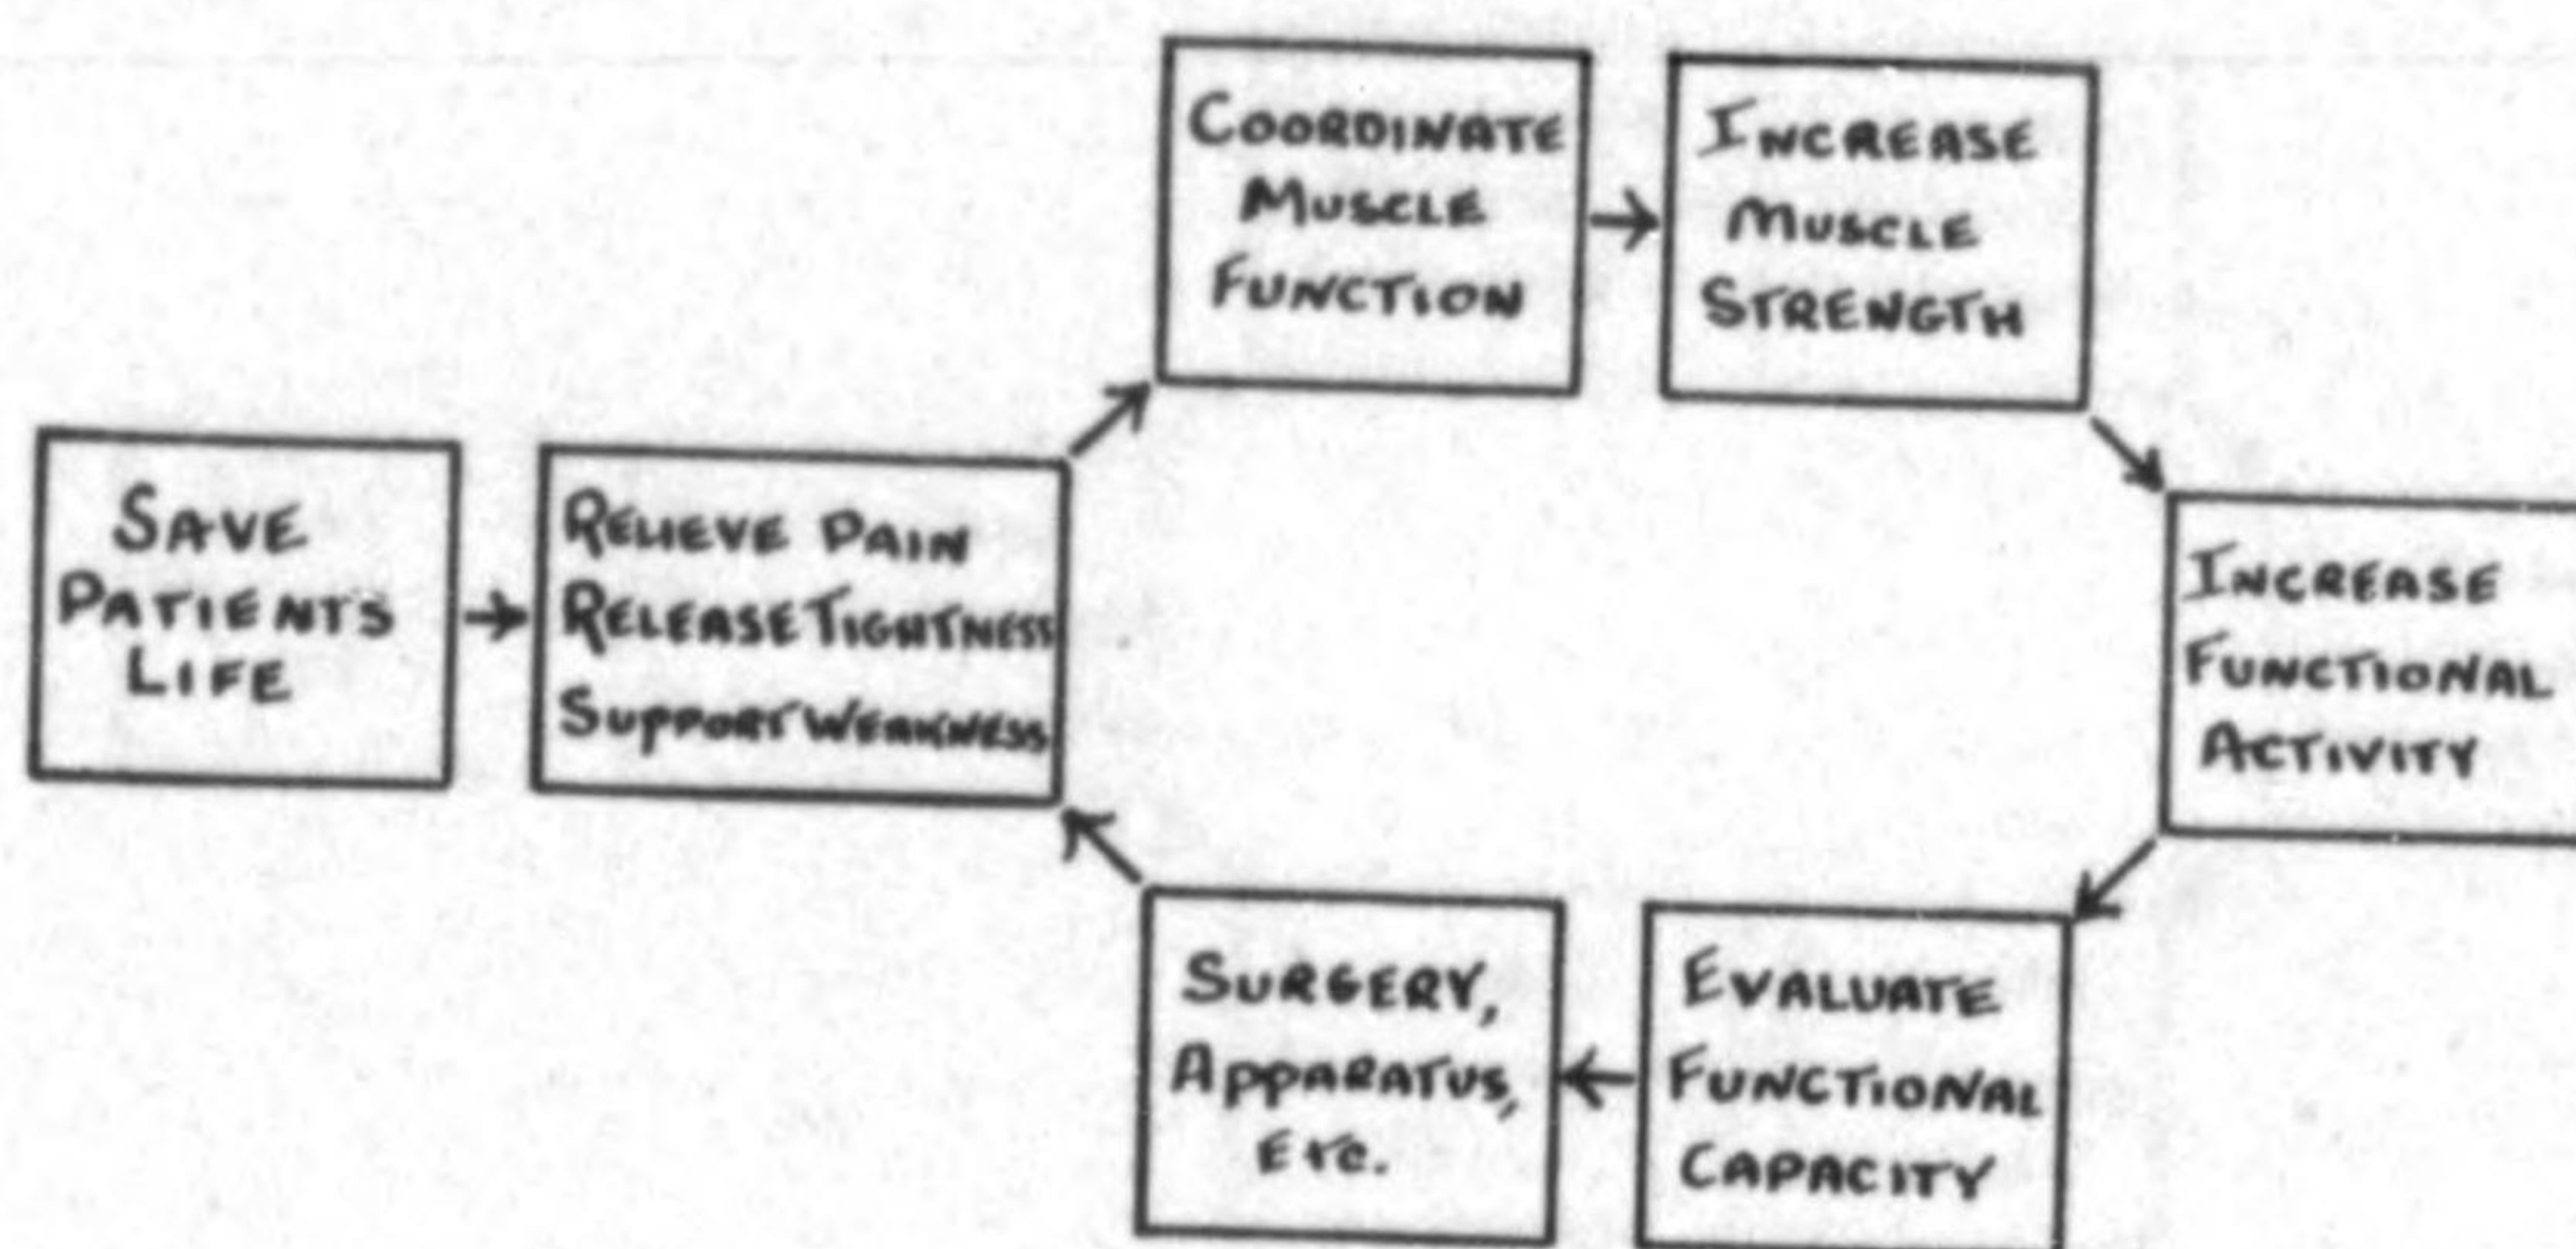 SAVE
PATIENTS
LIFE
RELIEVE PAIN
RELEASE TIGHTNESS
SUPPORT WEAKNESS
COORDINATE
MUSCLE
FUNCTION
INCREASE
MUSCLE
STRENGTH
INCREASE
FUNCTIONAL
ACTIVITY
EVALUATE
FUNCTIONAL
CAPACITY
SURGERY,
APPARATUS,
ETC.